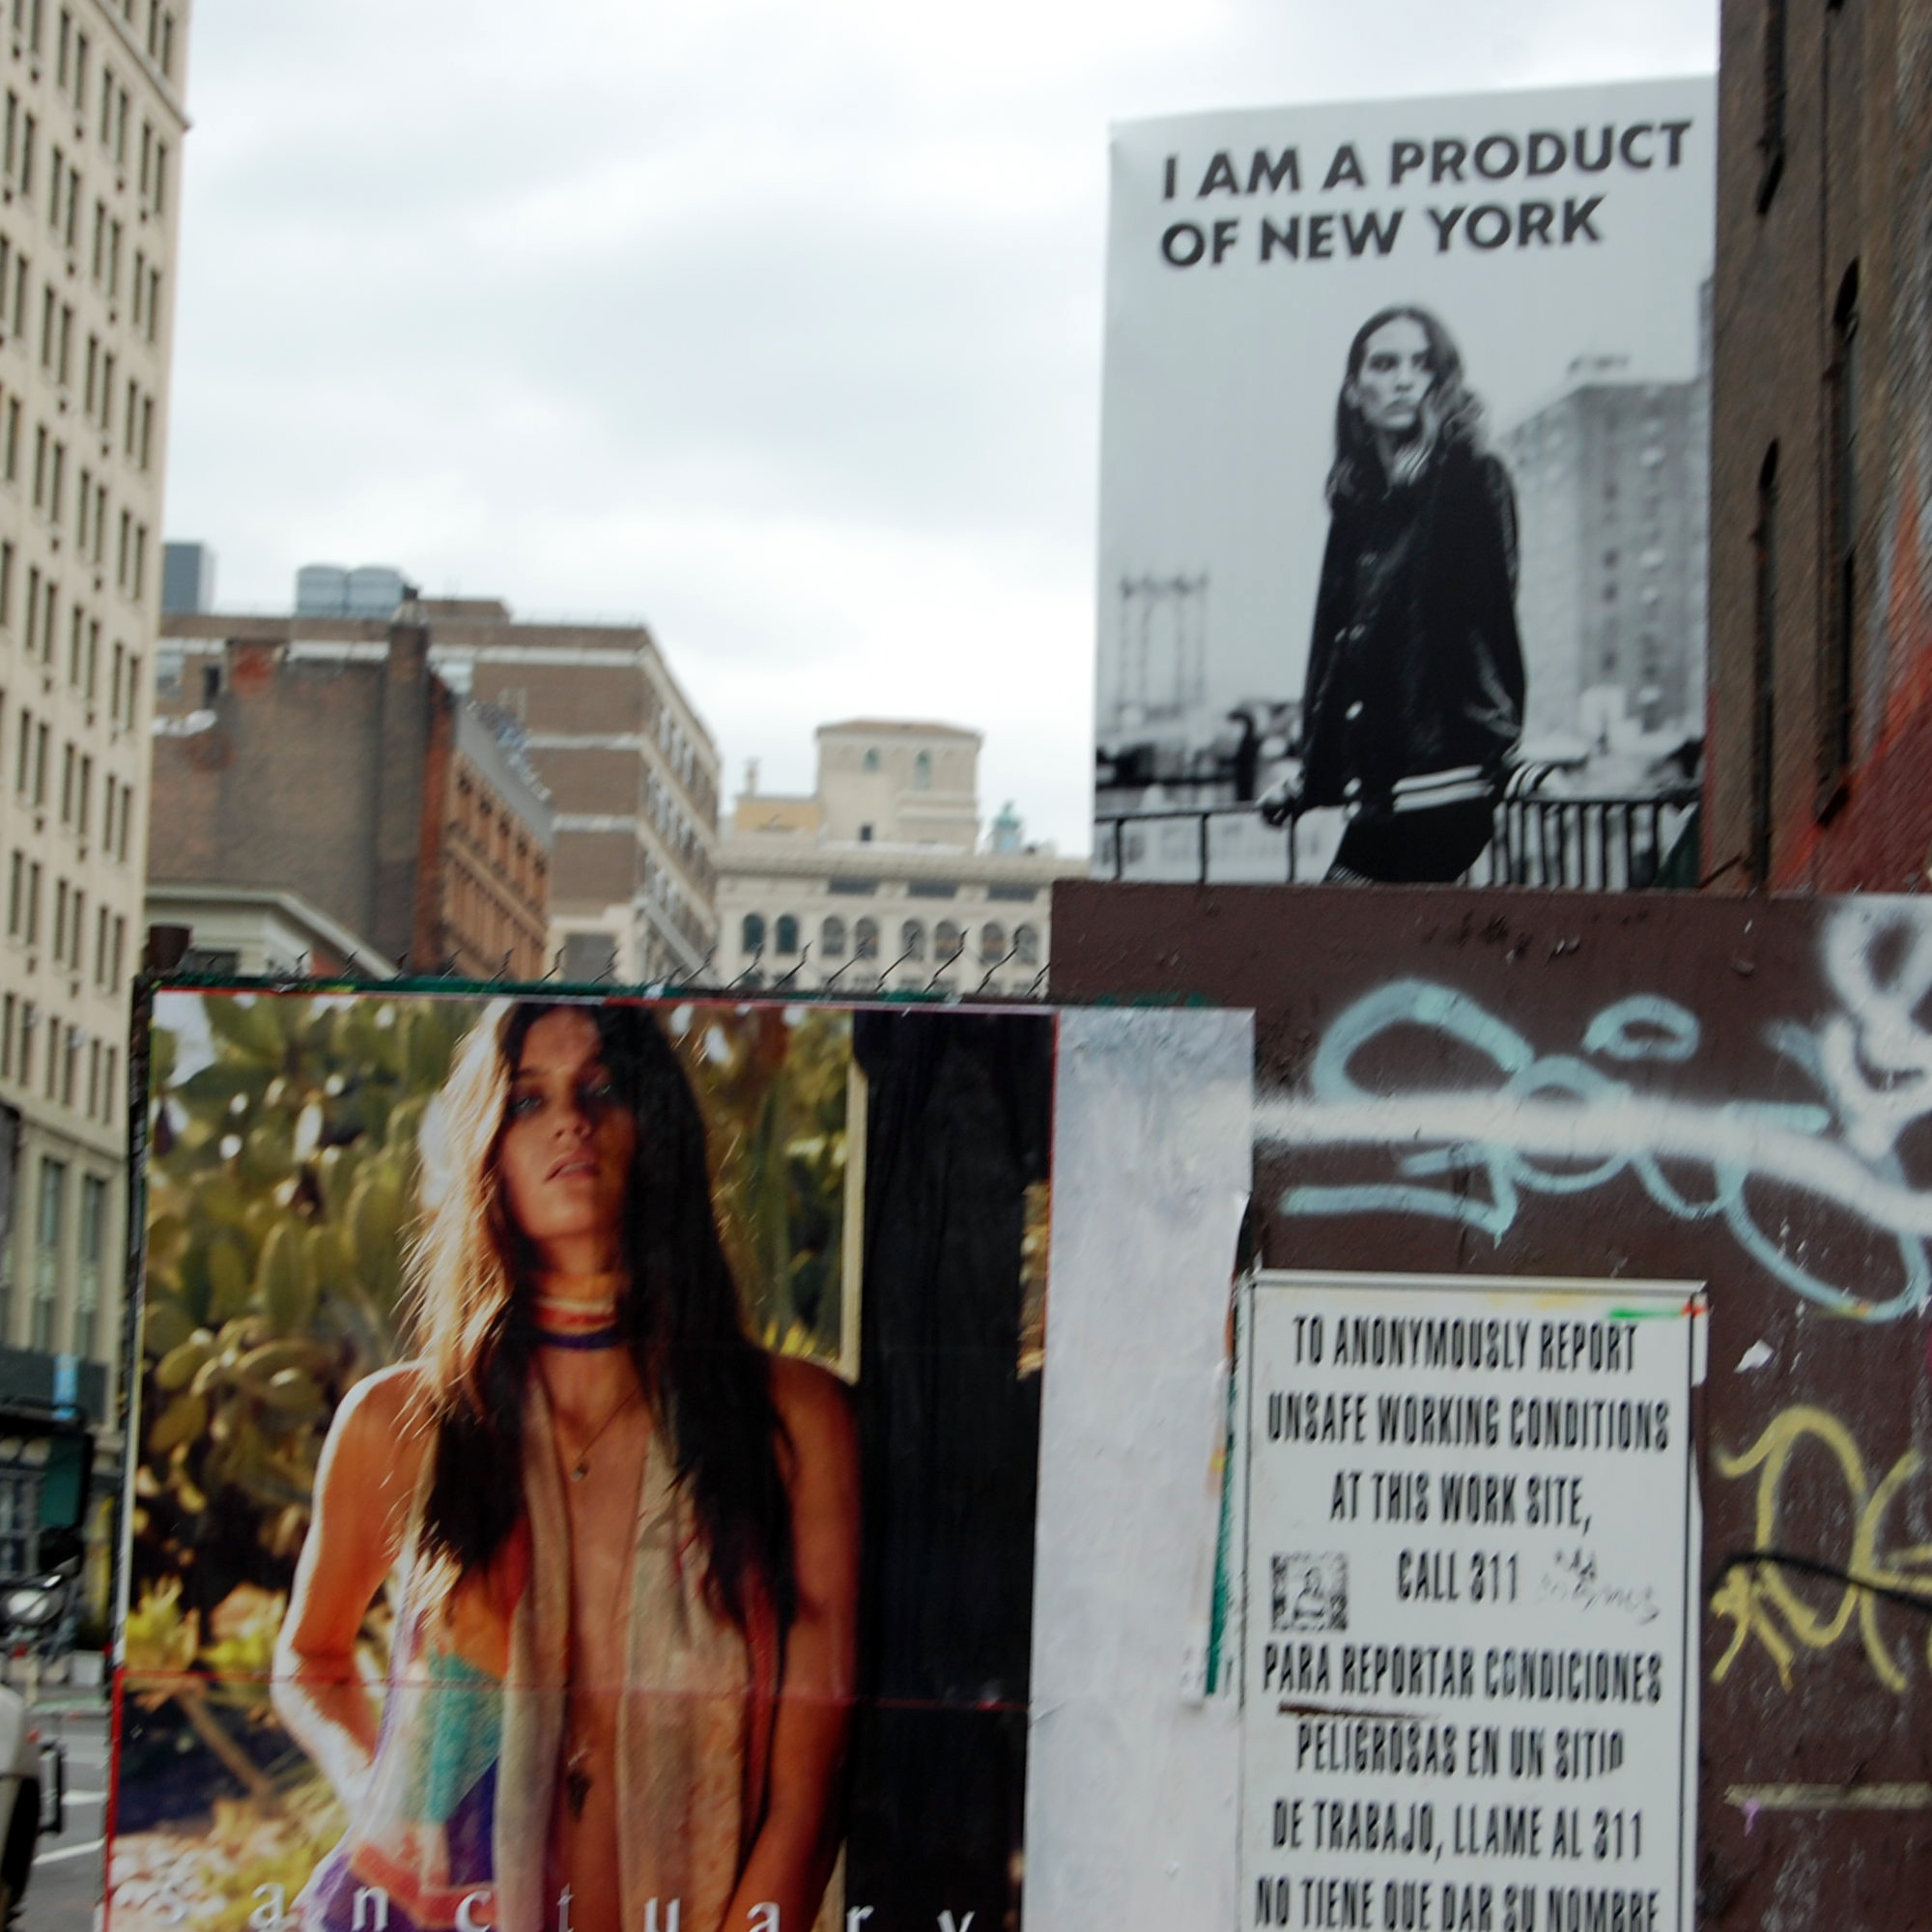 I AM A PRODUCT
OF NEW YORK
sanctuary
TO ANONYMOUSLY REPORT
UNSAFE WORKING CONDITIONS
AT THIS WORK SITE,
CALL 311
PARA REPORTAR CONDICIONES
PELIGROSAS EN UN SITIO
DE TRABAJO, LLAME AL 311
NO TIENE QUE DAR SU NOMBRE